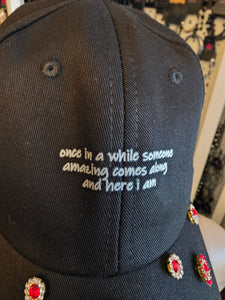 once in a while someone
amazing comes along
and here i am